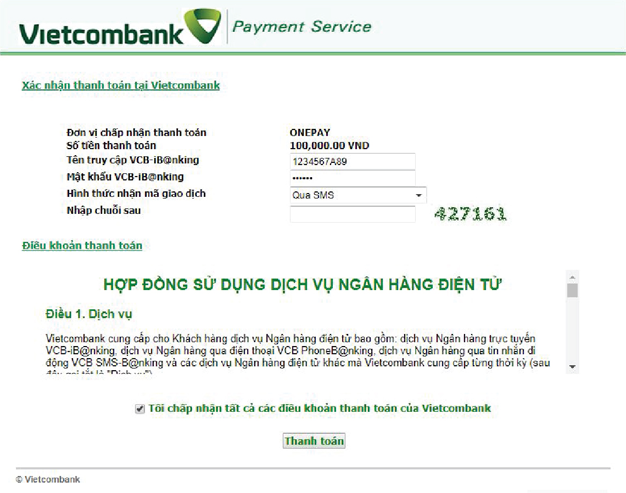 Vietcombank Payment Service
Xác nhận thanh toán tại Vietcombank
Đơn vị chấp nhận thanh toán ONEPAY
Số tiền thanh toán 100,000.00 VND
Tên truy cập VCB-iB@nking 1234567A89
Mật khẩu VCB-iB@nking ••••••
Hình thức nhận mã giao dịch Qua SMS
Nhập chuỗi sau 427161
Điều khoản thanh toán
HỢP ĐỒNG SỬ DỤNG DỊCH VỤ NGÂN HÀNG ĐIỆN TỬ
Điều 1. Dịch vụ
Vietcombank cung cấp cho Khách hàng dịch vụ Ngân hàng điện tử bao gồm: dịch vụ Ngân hàng trực tuyến
VCB-iB@nking, dịch vụ Ngân hàng qua điện thoại VCB PhoneB@nking, dịch vụ Ngân hàng qua tin nhắn di
động VCB SMS-B@nking và các dịch vụ Ngân hàng điện tử khác mà Vietcombank cung cấp từng thời kỳ (sau
đây gọi tắt là "Dịch vụ")
Tôi chấp nhận tất cả các điều khoản thanh toán của Vietcombank
Thanh toán
© Vietcombank